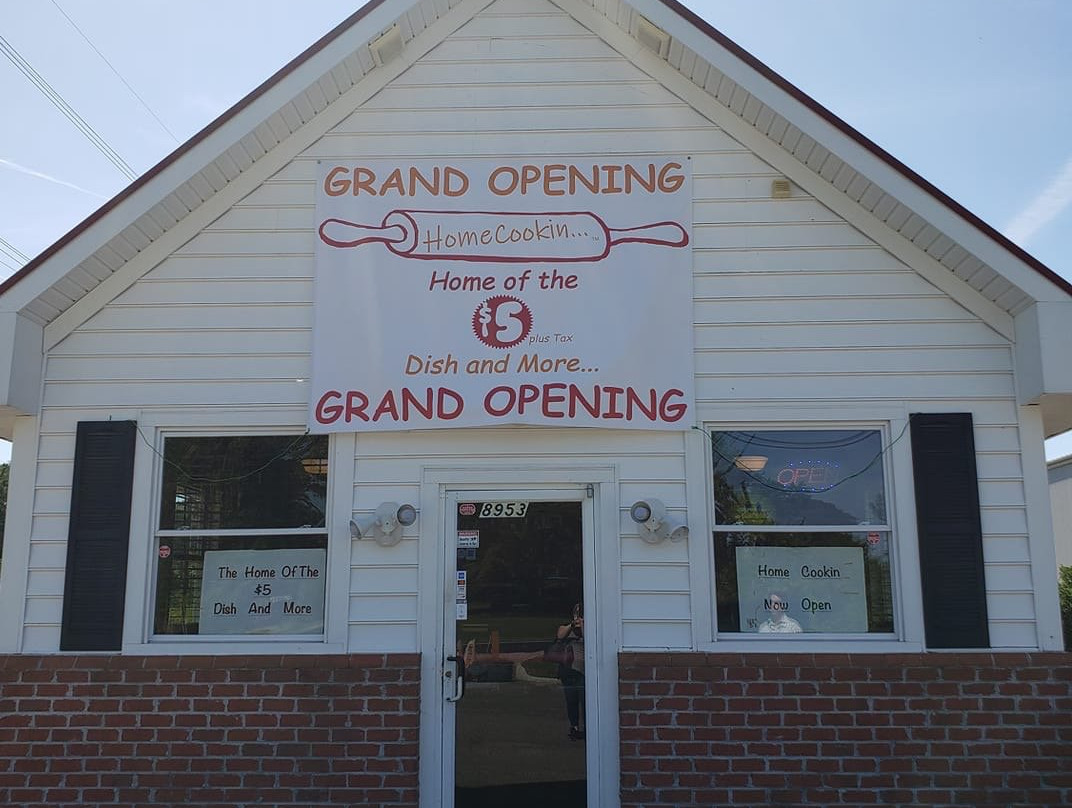 GRAND OPENING
HomeCookin...™
Home of the
$5
plus Tax
Dish and More...
GRAND OPENING
OPEN
8953
The Home Of The
$5
Dish And More
Home Cookin
Now Open